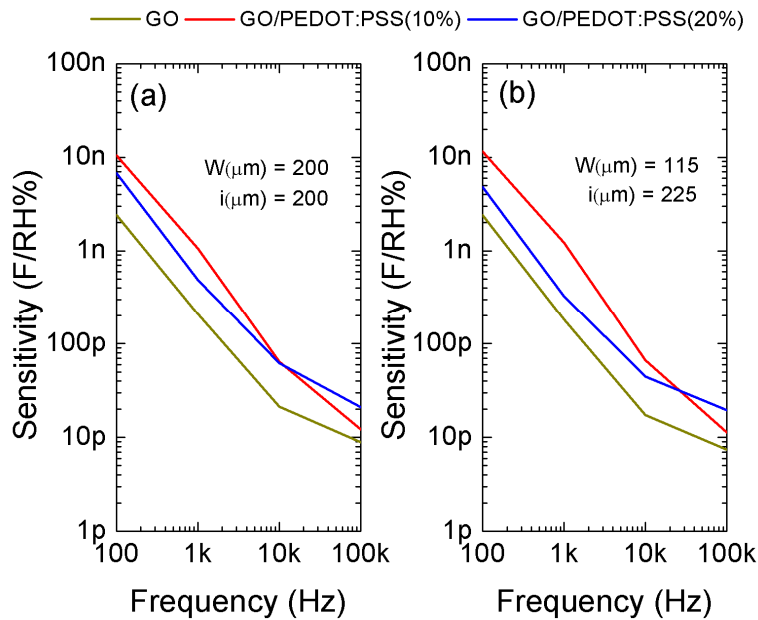 GO GO/PEDOT:PSS(10%) GO/PEDOT:PSS(20%)
(a)
W(μm) = 200
i(μm) = 200
Sensitivity (F/RH%)
100n
10n
1n
100p
10p
1p
100 1k 10k 100k
Frequency (Hz)
(b)
W(μm) = 115
i(μm) = 225
Sensitivity (F/RH%)
100n
10n
1n
100p
10p
1p
100 1k 10k 100k
Frequency (Hz)